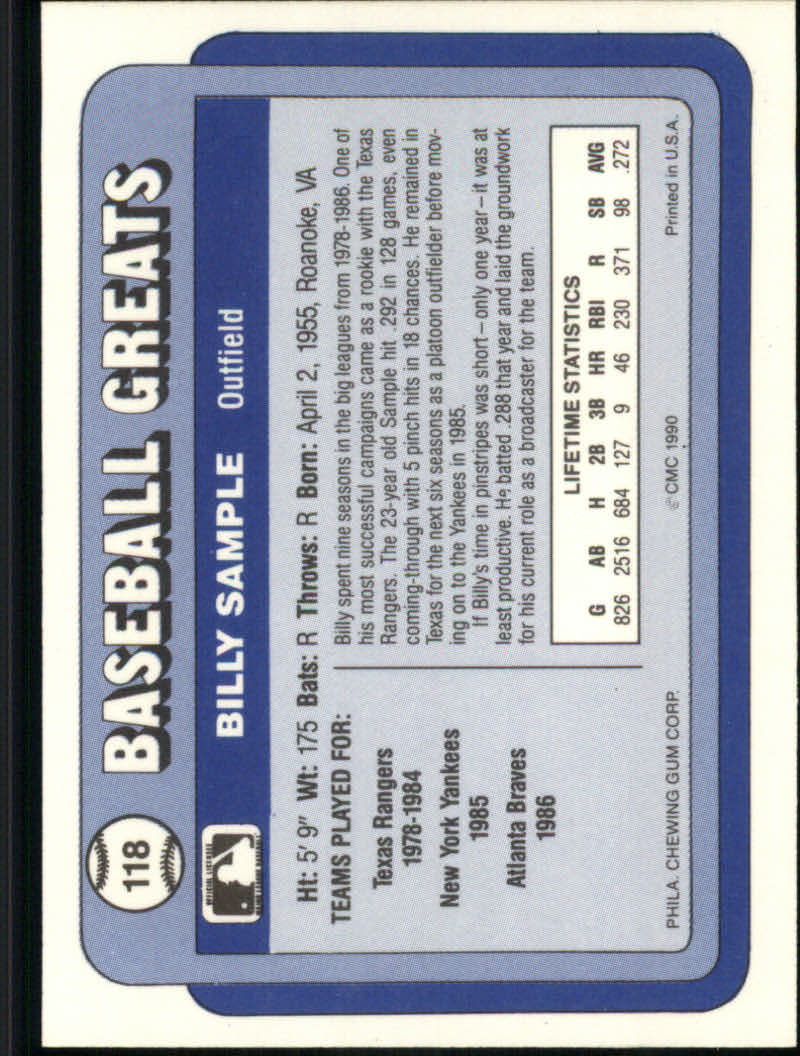 118
BASEBALL GREATS
BILLY SAMPLE Outfield
Ht: 5' 9" Wt: 175 Bats: R Throws: R Born: April 2, 1955, Roanoke, VA
TEAMS PLAYED FOR:
Texas Rangers
1978-1984
New York Yankees
1985
Atlanta Braves
1986
Billy spent nine seasons in the big leagues from 1978-1986. One of
his most successful campaigns came as a rookie with the Texas
Rangers. The 23-year old Sample hit .292 in 128 games, even
coming-through with 5 pinch hits in 18 chances. He remained in
Texas for the next six seasons as a platoon outfielder before mov-
ing on to the Yankees in 1985.
If Billy's time in pinstripes was short – only one year – it was at
least productive. He batted .288 that year and laid the groundwork
for his current role as a broadcaster for the team.
LIFETIME STATISTICS
G AB H 2B 3B HR RBI R SB AVG
826 2516 684 127 9 46 230 371 98 .272
PHILA. CHEWING GUM CORP. © CMC 1990 Printed in U.S.A.